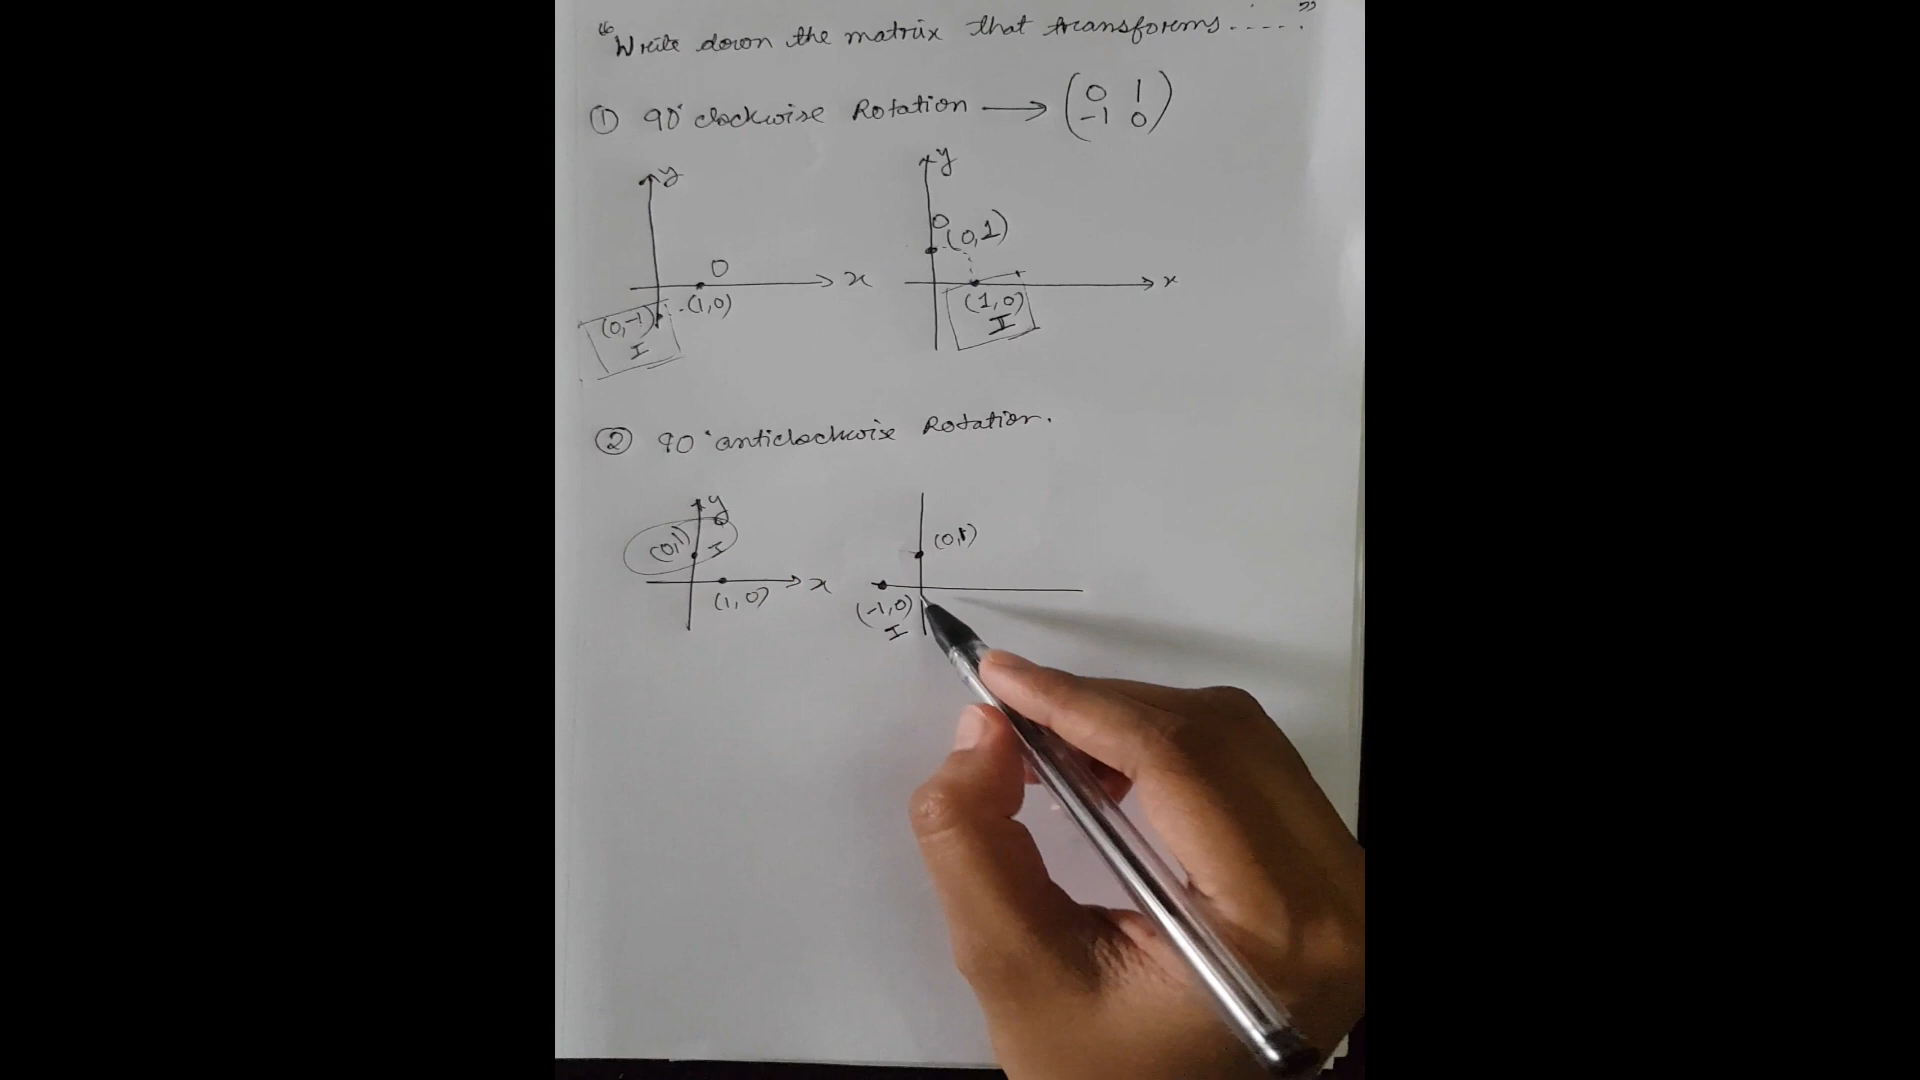 "Write down the matrix that transforms.....?"
① 90° clockwise Rotation → (0 1
-1 0)
y
O
x
(1,0)
(0,-1)
I
y
O
(0,1)
x
(1,0)
I
② 90° anticlockwise Rotation.
y
(0,1)
I
x
(1,0)
(0,1)
(-1,0)
I